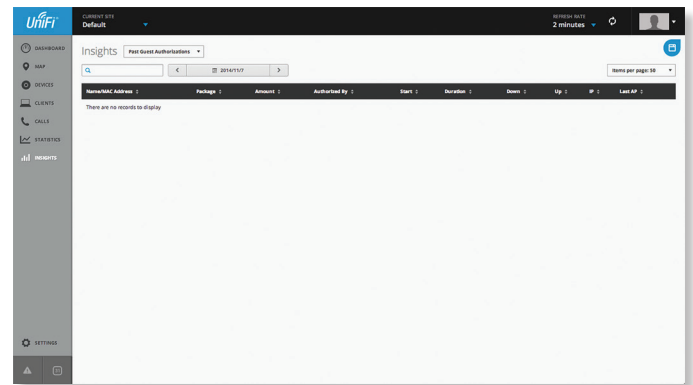 UniFi
CURRENT SITE
Default
REFRESH RATE
2 minutes
DASHBOARD
MAP
DEVICES
CLIENTS
CALLS
STATISTICS
INSIGHTS
SETTINGS
Insights Past Guest Authorizations
< 2014/11/7 > Items per page: 50
Name/MAC Address Package Amount Authorized By Start Duration Down Up IP Last AP
There are no records to display